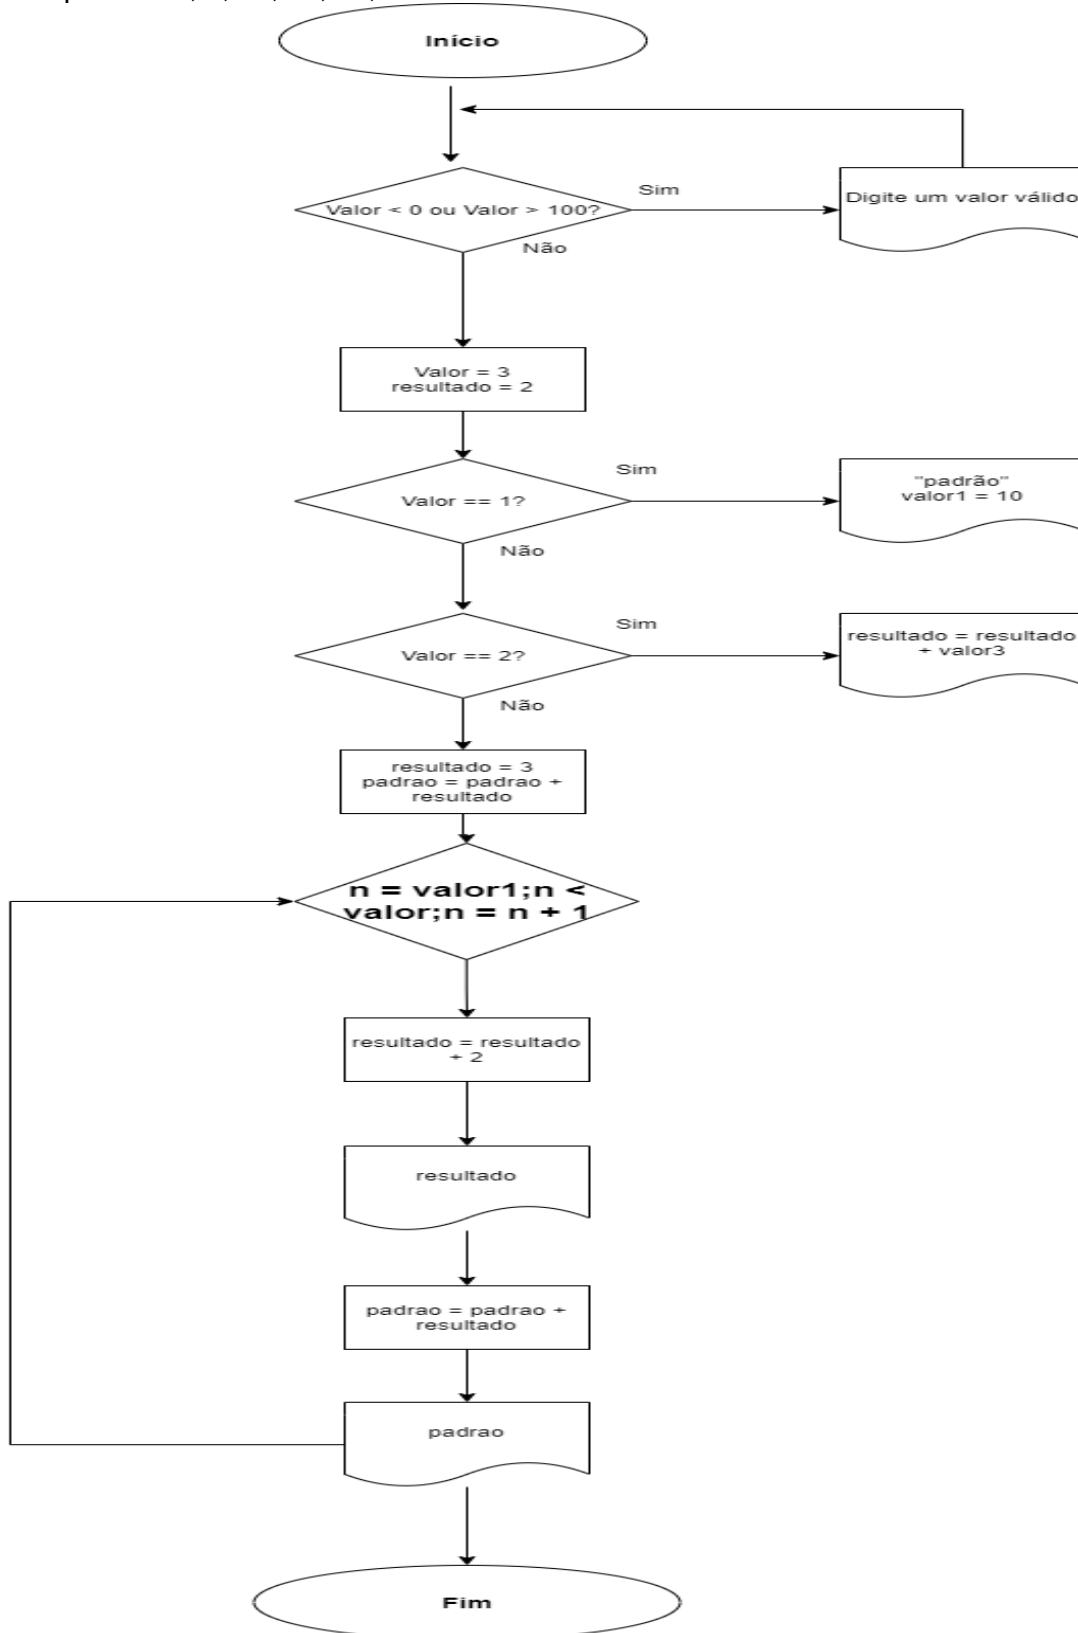 Início
Sim
Valor < 0 ou Valor > 100?
Digite um valor válido
Não
Valor = 3
resultado = 2
Sim
Valor == 1?
"padrão"
valor1 = 10
Não
Sim
Valor == 2?
resultado = resultado
+ valor3
Não
resultado = 3
padrao = padrao +
resultado
n = valor1;n <
valor;n = n + 1
resultado = resultado
+ 2
resultado
padrao = padrao +
resultado
padrao
Fim